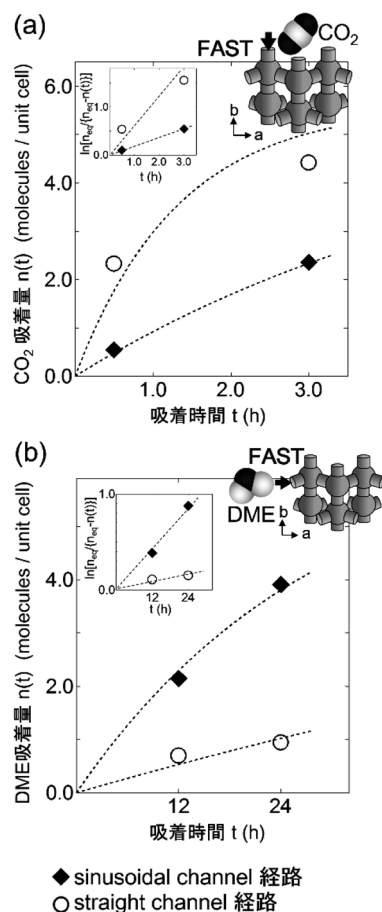 (a)
FAST
CO2
b
a
6.0
4.0
2.0
0.0
CO2 吸着量 n(t) (molecules / unit cell)
ln[neq/{neq-n(t)}]
1.0
0.0
1.0
3.0
t (h)
1.0
2.0
3.0
吸着時間 t (h)
(b)
FAST
DME
b
a
4.0
2.0
0.0
DME吸着量 n(t) (molecules / unit cell)
ln[neq/{neq-n(t)}]
1.0
0.0
12
24
t (h)
12
24
吸着時間 t (h)
◆ sinusoidal channel 経路
○ straight channel 経路